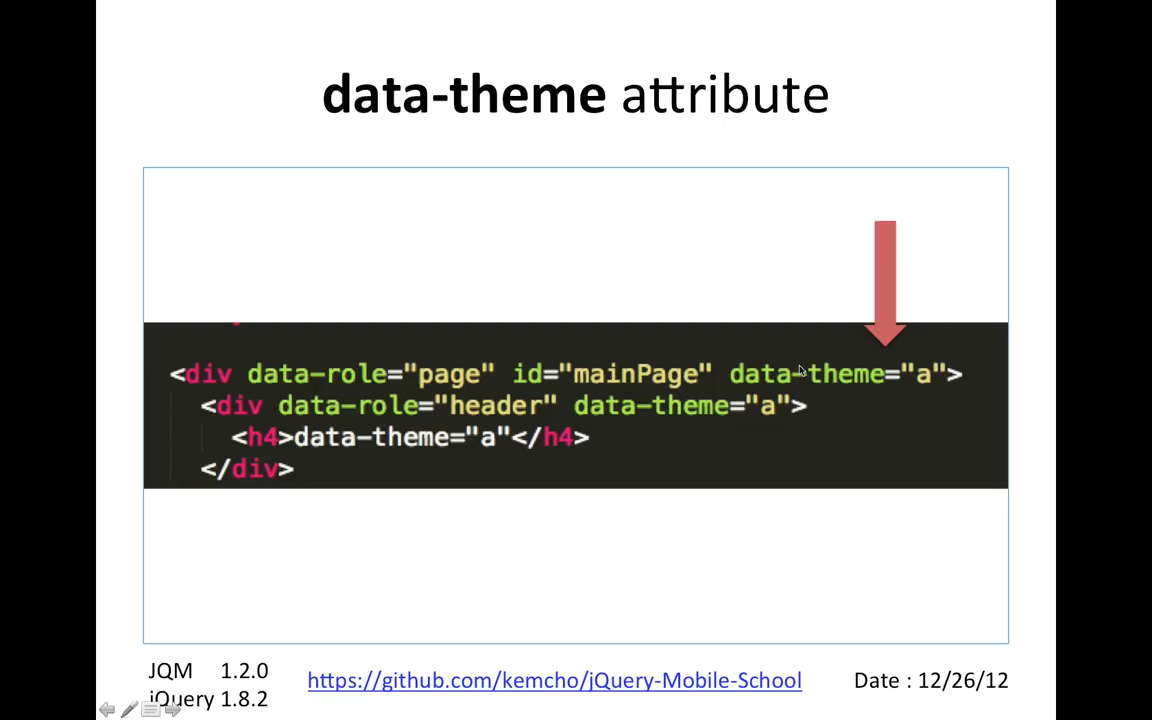 data-theme attribute
<div data-role="page" id="mainPage" data-theme="a">
<div data-role="header" data-theme="a">
<h4>data-theme="a"</h4>
</div>
JQM 1.2.0
jQuery 1.8.2
https://github.com/kemcho/jQuery-Mobile-School
Date : 12/26/12